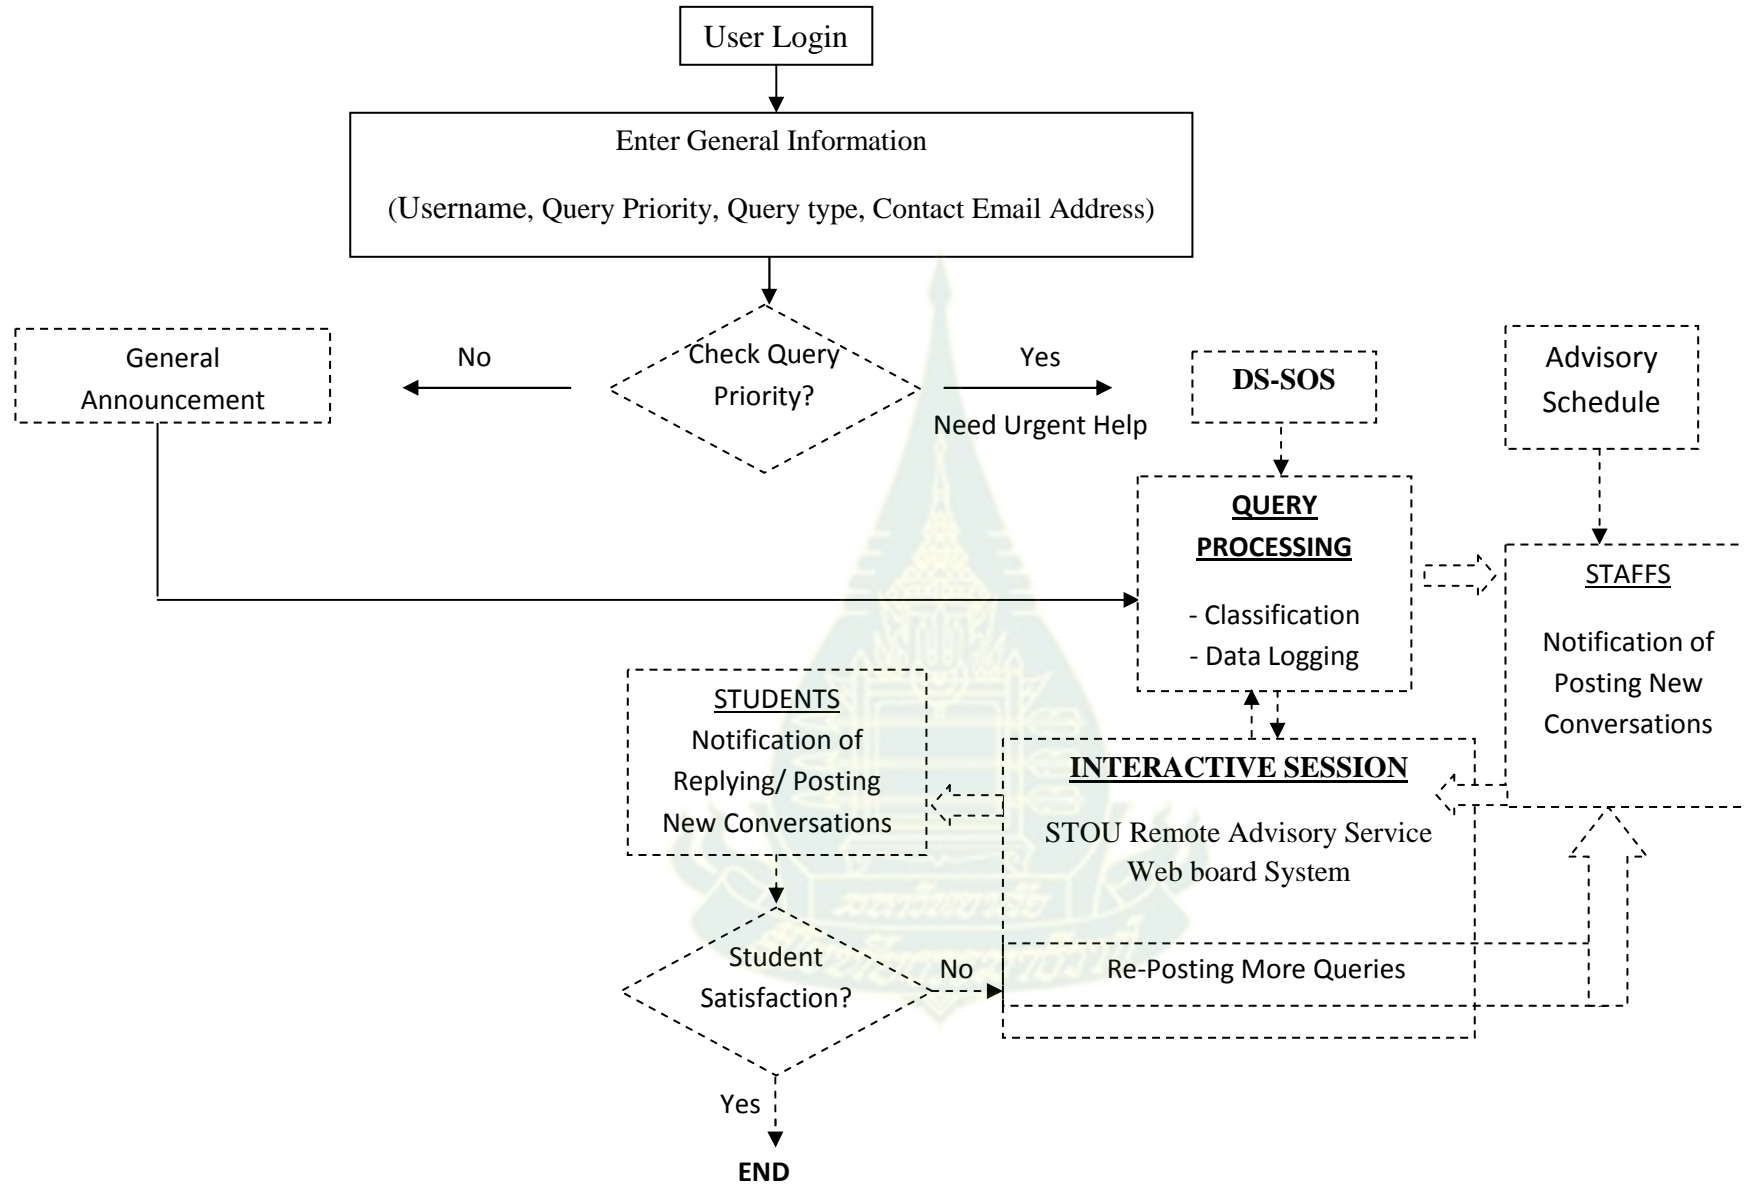 User Login
Enter General Information
(Username, Query Priority, Query type, Contact Email Address)
General
Announcement
No
Check Query
Priority?
Yes
Need Urgent Help
DS-SOS
Advisory
Schedule
QUERY
PROCESSING
- Classification
- Data Logging
STAFFS
Notification of
Posting New
Conversations
STUDENTS
Notification of
Replying/ Posting
New Conversations
INTERACTIVE SESSION
STOU Remote Advisory Service
Web board System
Student
Satisfaction?
No
Re-Posting More Queries
Yes
END